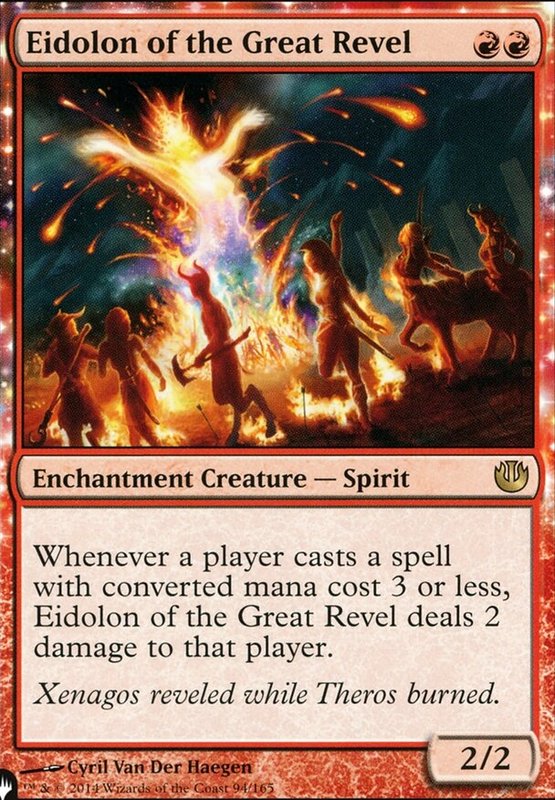 Eidolon of the Great Revel
Enchantment Creature — Spirit
Whenever a player casts a spell
with converted mana cost 3 or less,
Eidolon of the Great Revel deals 2
damage to that player.
Xenagos reveled while Theros burned.
2/2
Cyril Van Der Haegen
™ & © 2014 Wizards of the Coast 94/165